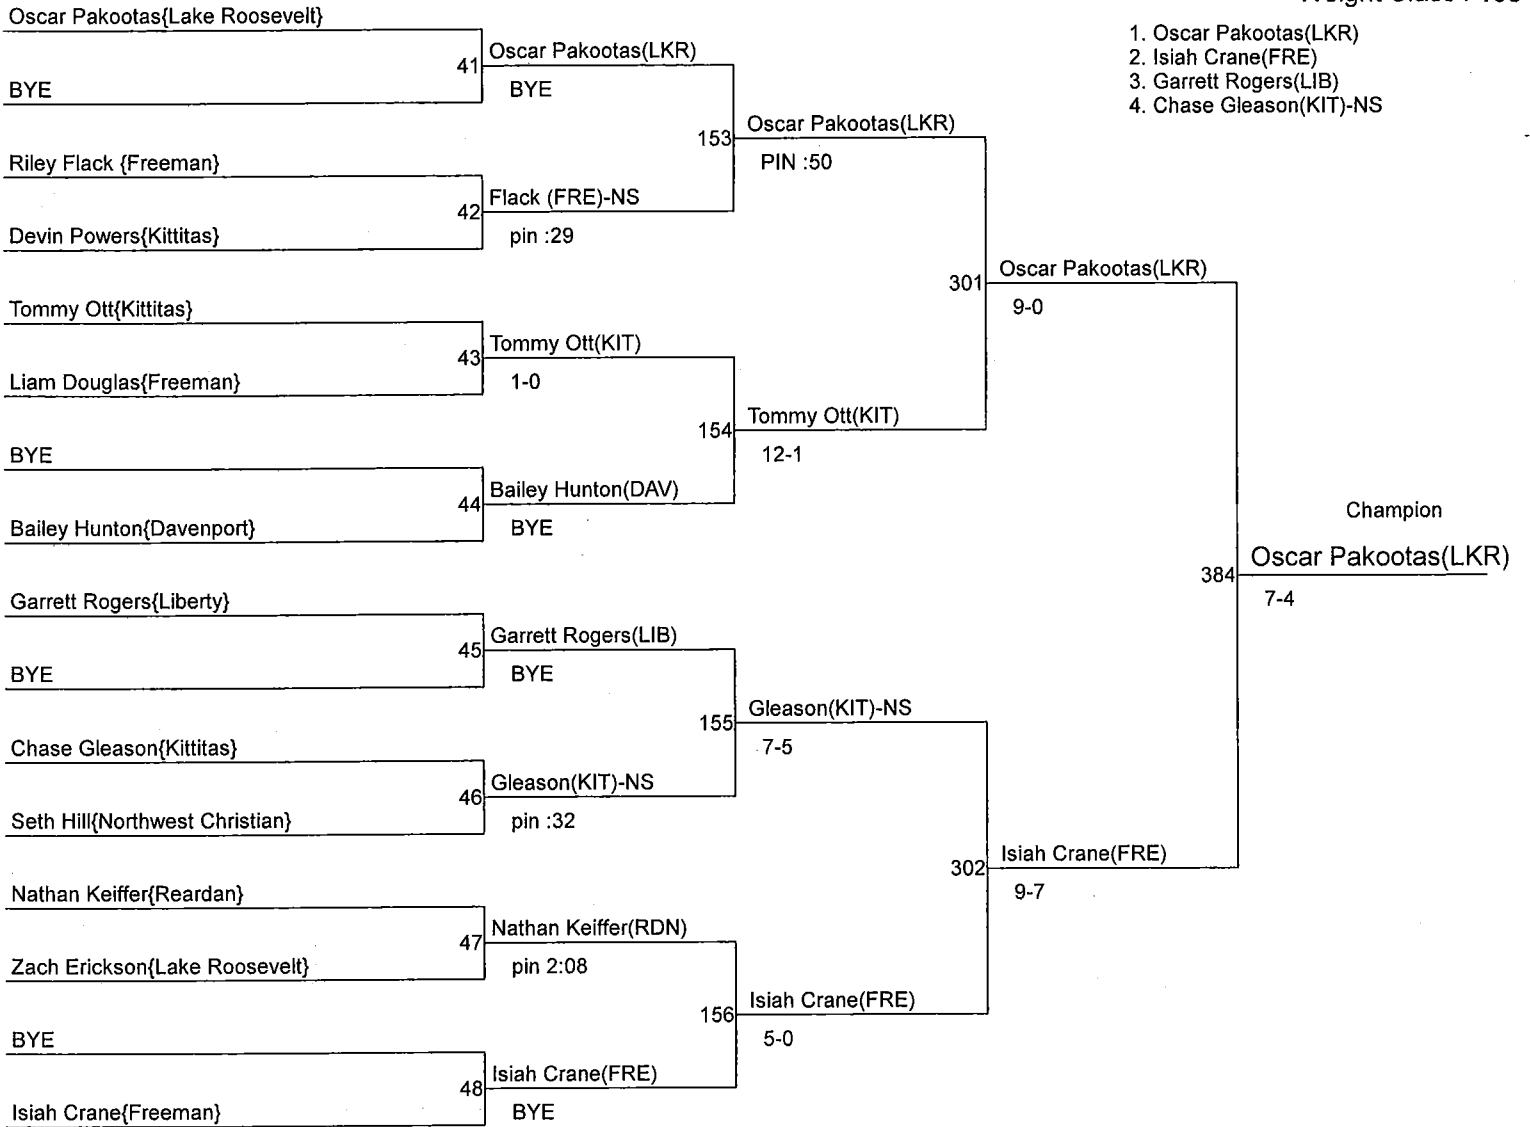 Oscar Pakootas{Lake Roosevelt}
41
Oscar Pakootas(LKR)
BYE
BYE
Riley Flack {Freeman}
42
Flack (FRE)-NS
pin :29
Devin Powers{Kittitas}
153
Oscar Pakootas(LKR)
PIN :50
Tommy Ott{Kittitas}
43
Tommy Ott(KIT)
1-0
Liam Douglas{Freeman}
154
Tommy Ott(KIT)
12-1
BYE
44
Bailey Hunton(DAV)
BYE
Bailey Hunton{Davenport}
301
Oscar Pakootas(LKR)
9-0
Garrett Rogers{Liberty}
45
Garrett Rogers(LIB)
BYE
BYE
155
Gleason(KIT)-NS
7-5
Chase Gleason{Kittitas}
46
Gleason(KIT)-NS
pin :32
Seth Hill{Northwest Christian}
302
Isiah Crane(FRE)
9-7
Nathan Keiffer{Reardan}
47
Nathan Keiffer(RDN)
pin 2:08
Zach Erickson{Lake Roosevelt}
156
Isiah Crane(FRE)
5-0
BYE
48
Isiah Crane(FRE)
BYE
Isiah Crane{Freeman}
384
Champion
Oscar Pakootas(LKR)
7-4
1. Oscar Pakootas(LKR)
2. Isiah Crane(FRE)
3. Garrett Rogers(LIB)
4. Chase Gleason(KIT)-NS